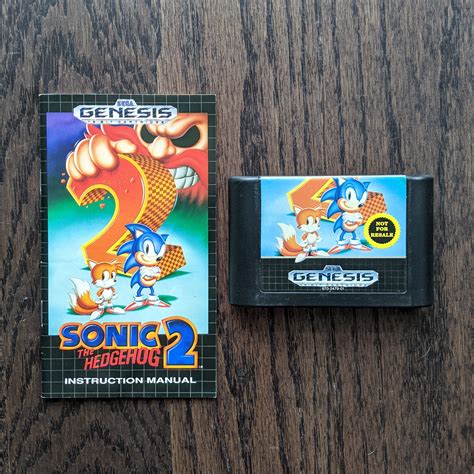 SEGA
GENESIS
2
SONIC
THE
HEDGEHOG 2
INSTRUCTION MANUAL
NOT
FOR
RESALE
SEGA
GENESIS